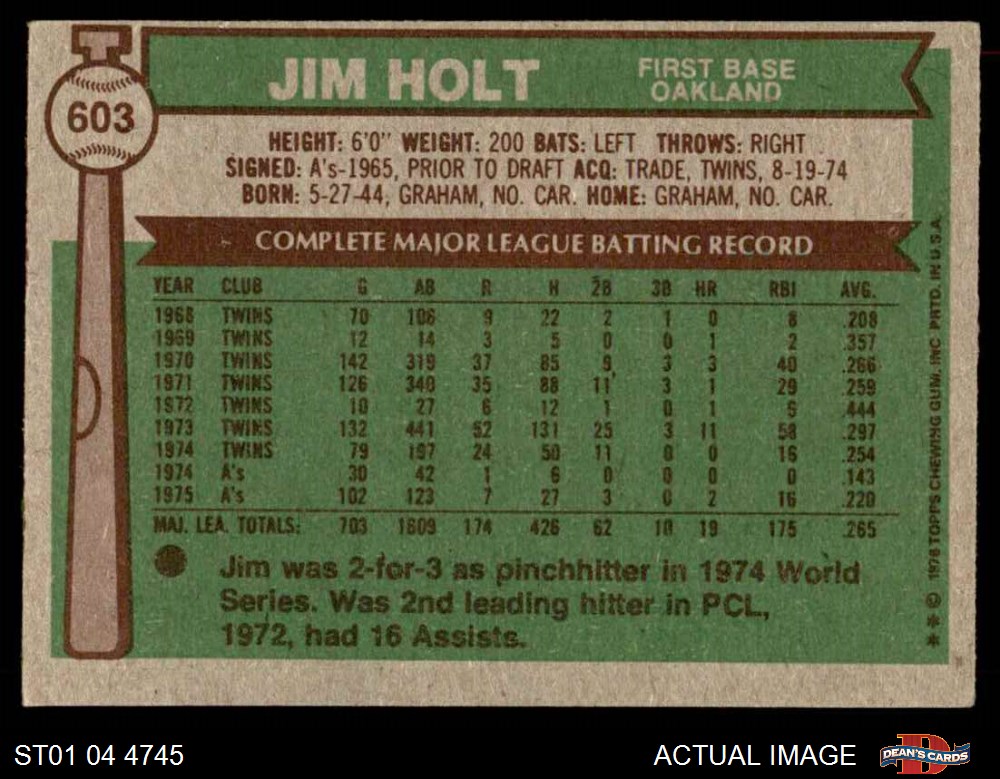 603
JIM HOLT
FIRST BASE
OAKLAND
HEIGHT: 6'0" WEIGHT: 200 BATS: LEFT THROWS: RIGHT
SIGNED: A's-1965, PRIOR TO DRAFT ACQ: TRADE, TWINS, 8-19-74
BORN: 5-27-44, GRAHAM, NO. CAR. HOME: GRAHAM, NO. CAR.
COMPLETE MAJOR LEAGUE BATTING RECORD
YEAR CLUB G AB R H 2B 3B HR RBI AVG.
1968 TWINS 70 106 9 22 2 1 0 8 .208
1969 TWINS 12 14 3 5 0 0 1 2 .357
1970 TWINS 142 319 37 85 9 3 3 40 .266
1971 TWINS 126 340 35 88 11 3 1 29 .259
1972 TWINS 10 27 6 12 1 0 1 6 .444
1973 TWINS 132 441 52 131 25 3 11 58 .297
1974 TWINS 79 197 24 50 11 0 0 16 .254
1974 A's 30 42 1 6 0 0 0 0 .143
1975 A's 102 123 7 27 3 0 2 16 .220
MAJ. LEA. TOTALS: 703 1609 174 426 62 10 19 175 .265
Jim was 2-for-3 as pinchhitter in 1974 World
Series. Was 2nd leading hitter in PCL,
1972, had 16 Assists.
* * © 1976 TOPPS CHEWING GUM, INC PRTD. IN U.S.A.
ST01 04 4745
ACTUAL IMAGE
D
DEAN'S CARDS